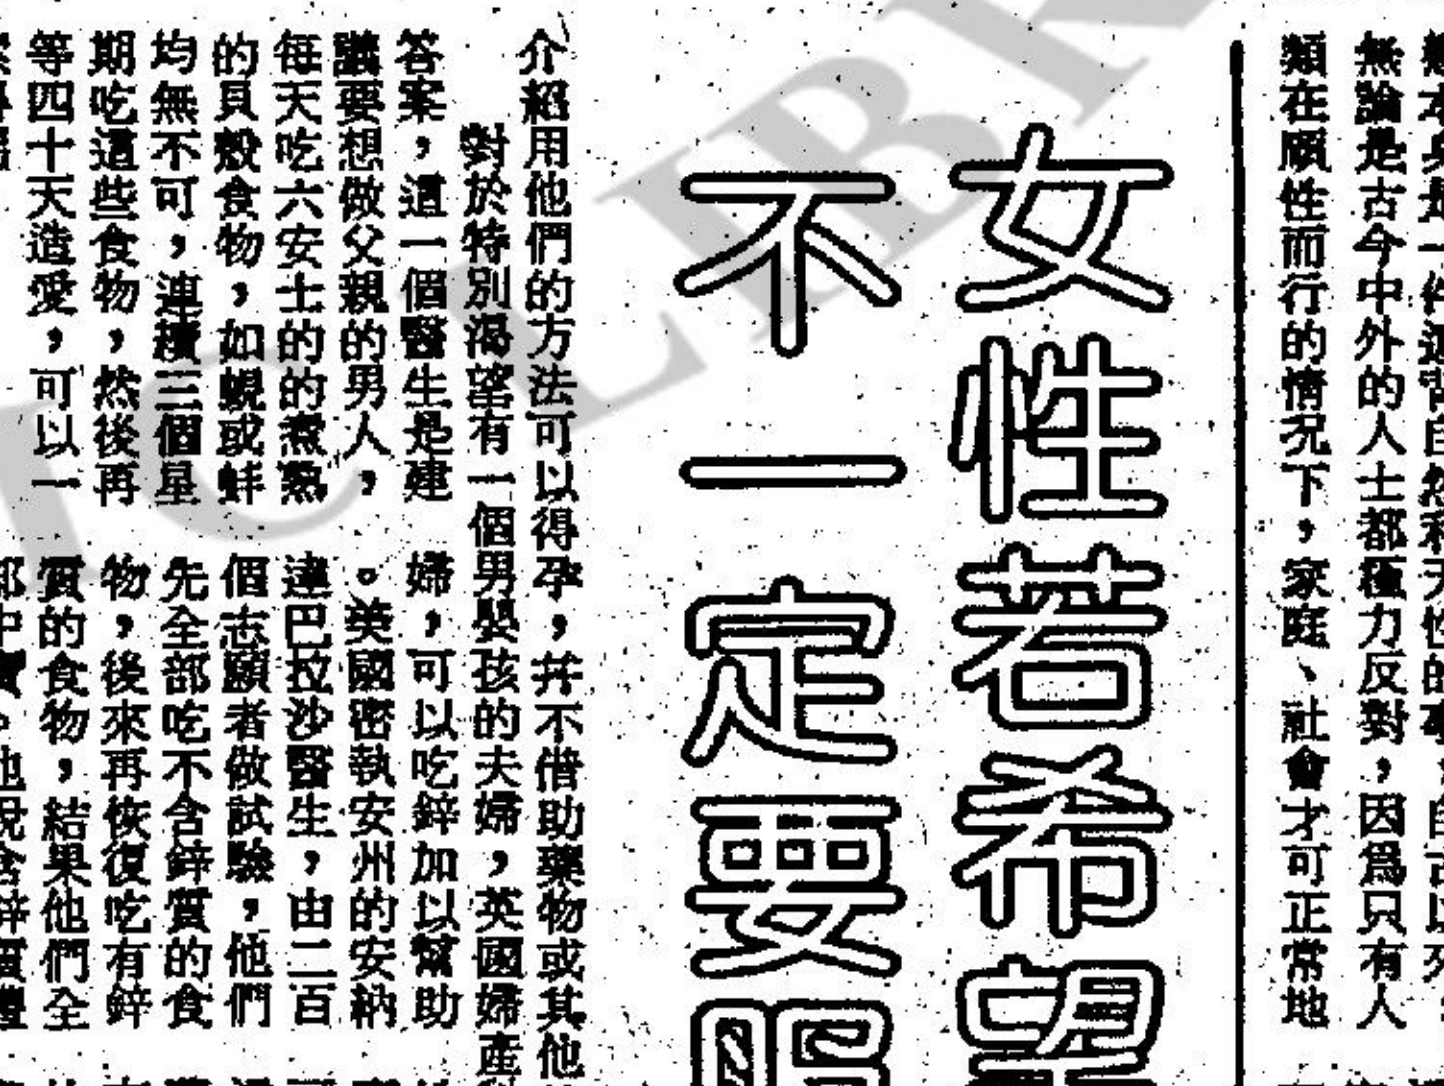 無論是古今中外的人士都極力反對，因爲只有人
類在順性而行的情況下，家庭、社會才可正常地
女性若希望
不一定要服
介紹用他們的方法可以得孕，幷不借助藥物或其他
對於特別渴望有一個男嬰孩的夫婦，英國婦產
答案，這一個醫生是建
議要想做父親的男人，
每天吃六安士的的煮熟
的貝殼食物，如蜆或蚌
均無不可，連續三個星
期吃這些食物，然後再
等四十天造愛，可以一
婦，可以吃鋅加以幫助
。美國密執安州的安納
達巴拉沙醫生，由二百
個志願者做試驗，他們
先全部吃不含鋅質的食
物，後來再恢復吃有鋅
質的食物，結果他們全
LIBR